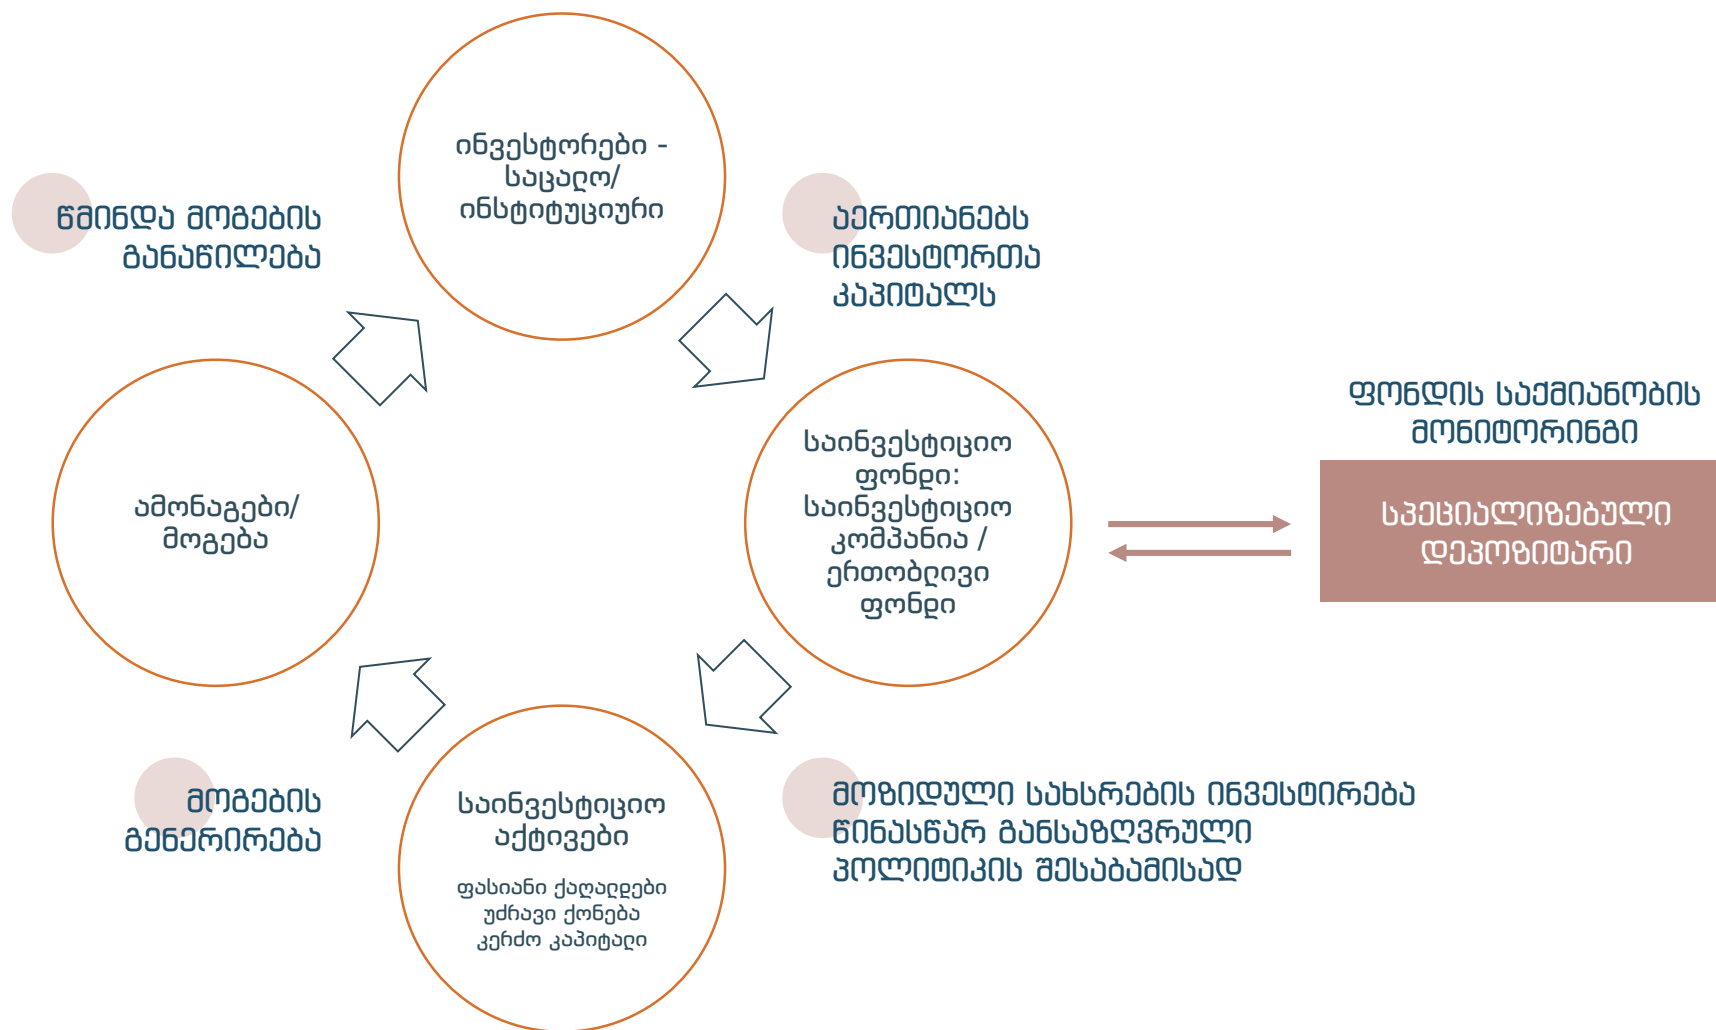 ინვესტორები -
საცალო/
ინსტიტუციური
წმინდა მოგების
განაწილება
აერთიანებს
ინვესტორთა
კაპიტალს
ფონდის საქმიანობის
მონიტორინგი
სპეციალიზებული
დეპოზიტარი
საინვესტიციო
ფონდი:
საინვესტიციო
კომპანია /
ერთობლივი
ფონდი
ამონაგები/
მოგება
მოგების
გენერირება
საინვესტიციო
აქტივები
ფასიანი ქაღალდები
უძრავი ქონება
კერძო კაპიტალი
მოზიდული სახსრების ინვესტირება
წინასწარ განსაზღვრული
პოლიტიკის შესაბამისად